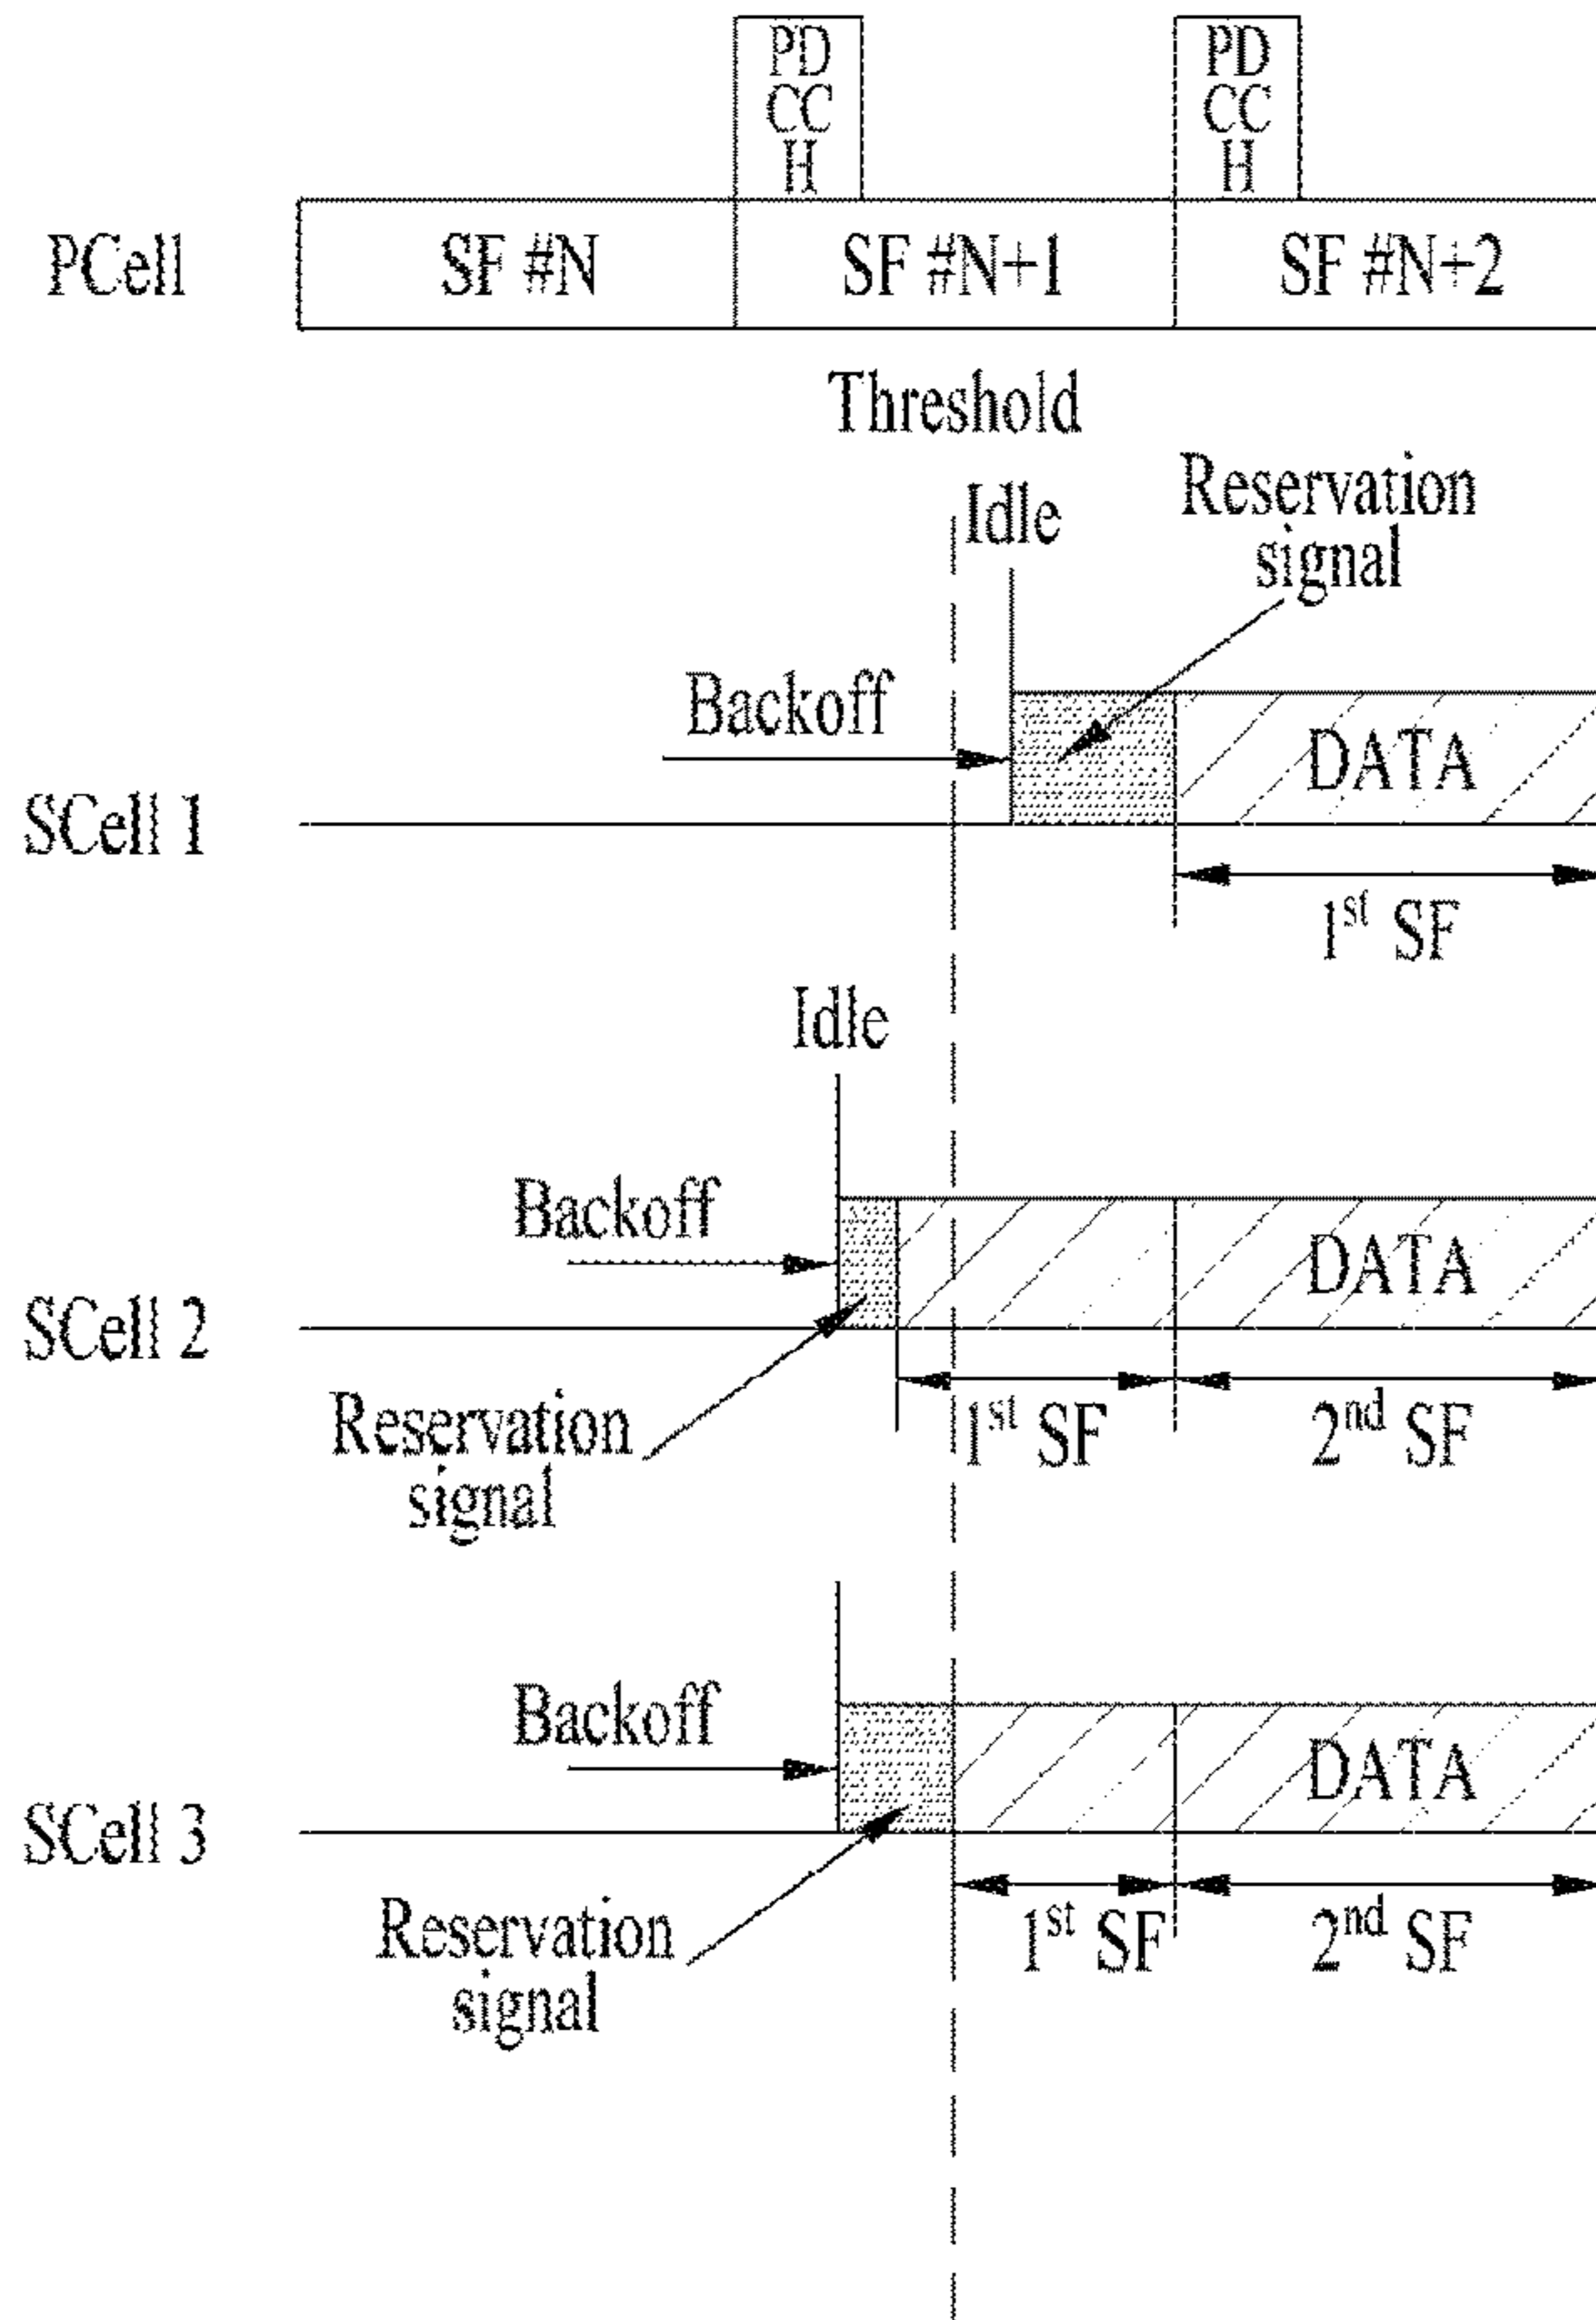 PD
CC
H
PD
CC
H
PCell
SF #N
SF #N+1
SF #N+2
Threshold
Idle
Reservation
signal
Backoff
DATA
SCell 1
1st SF
Idle
Backoff
DATA
SCell 2
Reservation
signal
1st SF
2nd SF
Backoff
DATA
SCell 3
Reservation
signal
1st SF
2nd SF